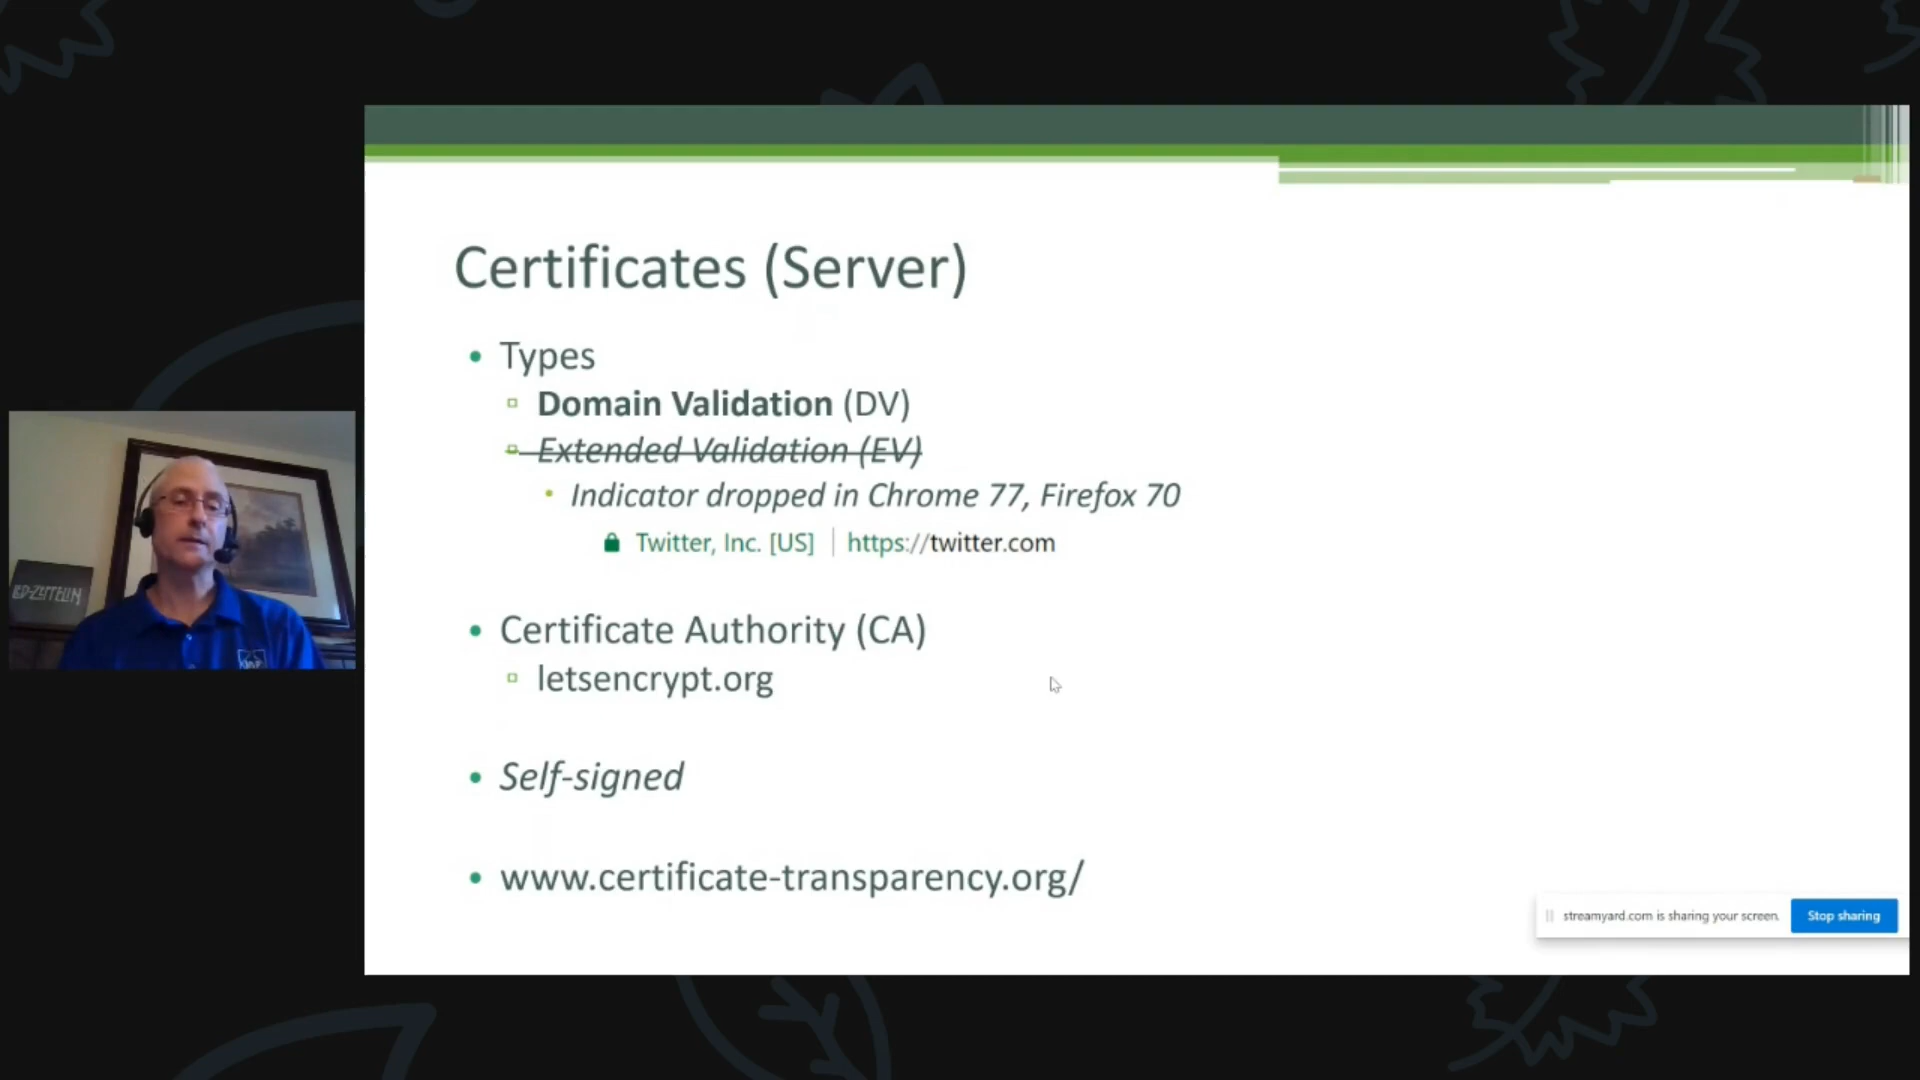 Certificates (Server)
Types
Domain Validation (DV)
Extended Validation (EV)
Indicator dropped in Chrome 77, Firefox 70
Twitter, Inc. [US] | https://twitter.com
Certificate Authority (CA)
letsencrypt.org
Self-signed
www.certificate-transparency.org/
streamyard.com is sharing your screen. Stop sharing
LED-ZEPPELIN